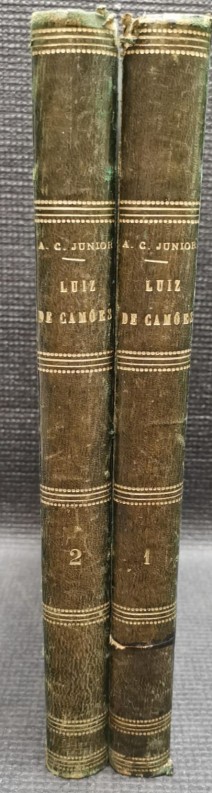 A. C. JUNIOR
LUIZ
DE CAMÕES
2
A. C. JUNIOR
LUIZ
DE CAMÕES
1